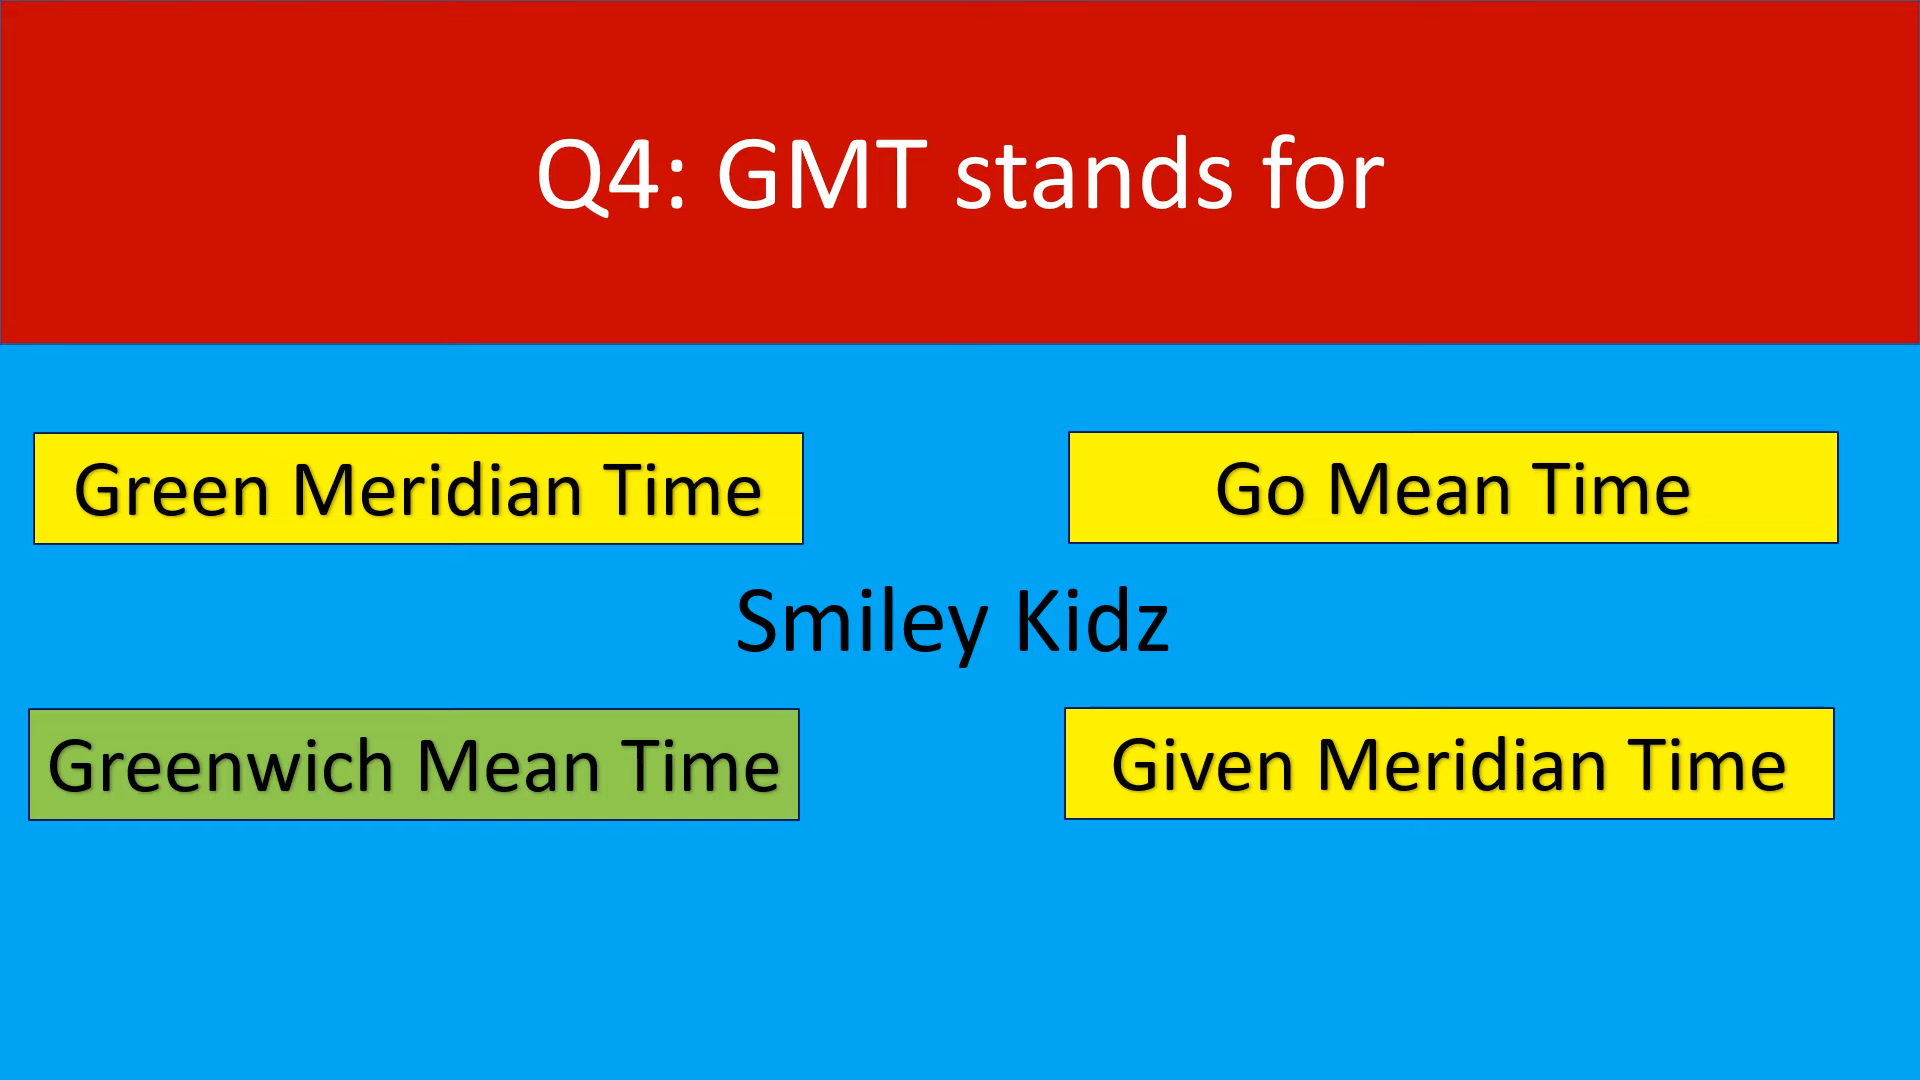 Q4: GMT stands for
Green Meridian Time
Go Mean Time
Smiley Kidz
Greenwich Mean Time
Given Meridian Time